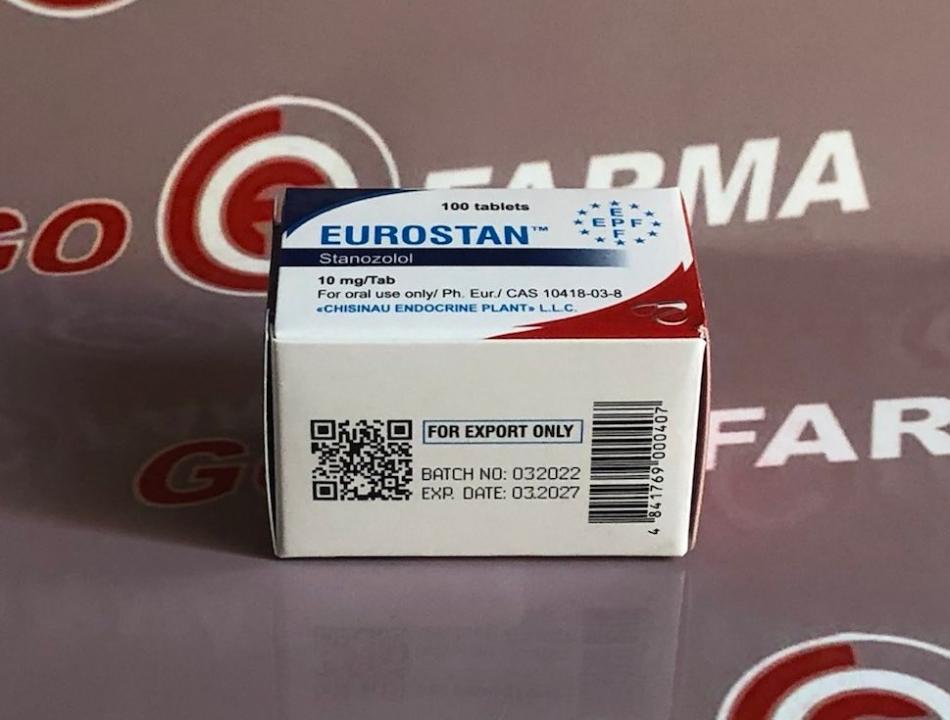 GO FARMA
100 tablets
EUROSTAN™
EPF
E
P
F
Stanozolol
10 mg/Tab
For oral use only/ Ph. Eur./ CAS 10418-03-8
«CHISINAU ENDOCRINE PLANT» L.L.C.
FOR EXPORT ONLY
BATCH NO: 032022
EXP. DATE: 03.2027
4 841769 000407
G FAR